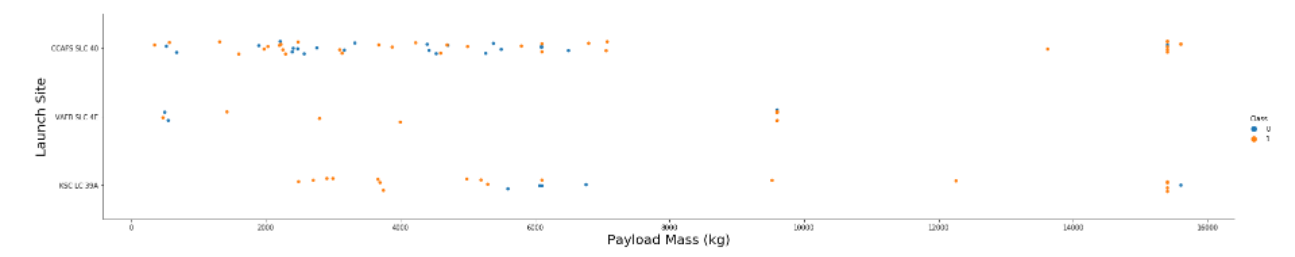 Launch Site
CCAFS SLC 40
VAFB SLC 4E
KSC LC 39A
0
2000
4000
6000
8000
10000
12000
14000
16000
Payload Mass (kg)
Class
0
1